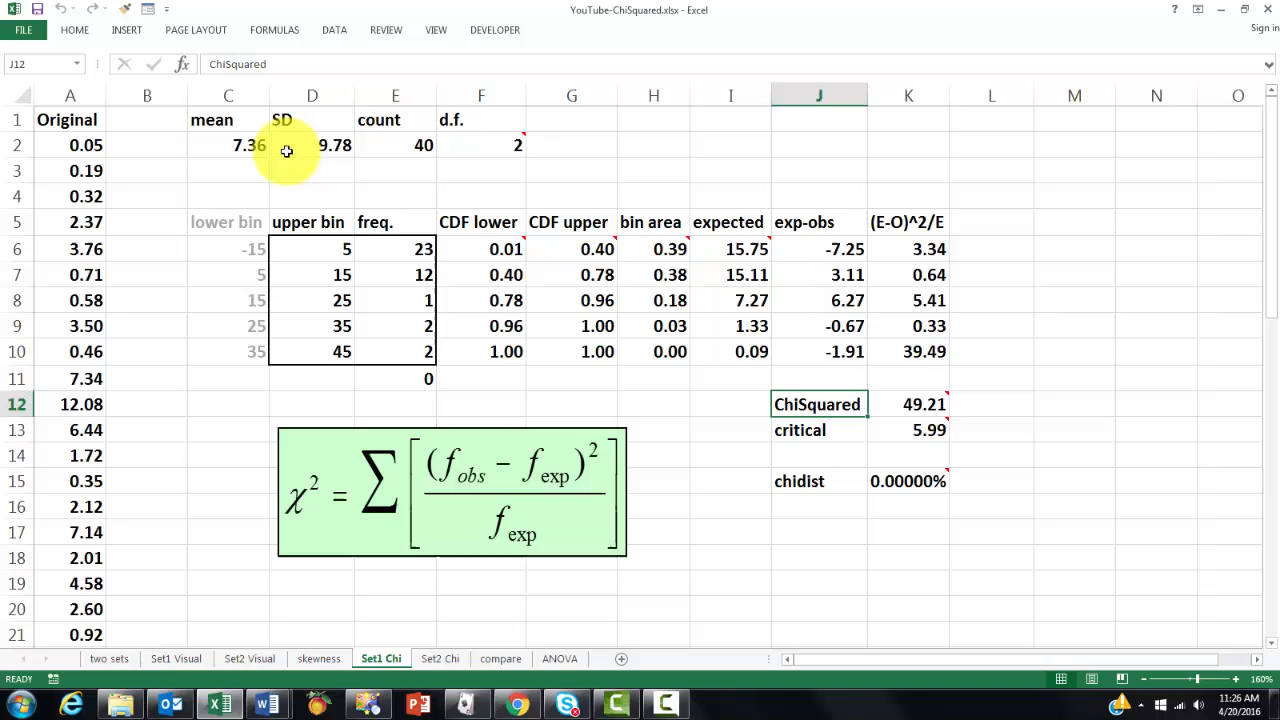 YouTube-ChiSquared.xlsx - Excel
FILE HOME INSERT PAGE LAYOUT FORMULAS DATA REVIEW VIEW DEVELOPER Sign in
J12 fx ChiSquared
A B C D E F G H I J K L M N O
1 Original mean SD count d.f.
2 0.05 7.36 9.78 40 2
3 0.19
4 0.32
5 2.37 lower bin upper bin freq. CDF lower CDF upper bin area expected exp-obs (E-O)^2/E
6 3.76 -15 5 23 0.01 0.40 0.39 15.75 -7.25 3.34
7 0.71 5 15 12 0.40 0.78 0.38 15.11 3.11 0.64
8 0.58 15 25 1 0.78 0.96 0.18 7.27 6.27 5.41
9 3.50 25 35 2 0.96 1.00 0.03 1.33 -0.67 0.33
10 0.46 35 45 2 1.00 1.00 0.00 0.09 -1.91 39.49
11 7.34 0
12 12.08 ChiSquared 49.21
13 6.44 critical 5.99
14 1.72
15 0.35 chidist 0.00000%
16 2.12
17 7.14
18 2.01
19 4.58
20 2.60
21 0.92
χ² = Σ [ (f_obs − f_exp)² / f_exp ]
two sets Set1 Visual Set2 Visual skewness Set1 Chi Set2 Chi compare ANOVA
READY 160%
11:26 AM
4/20/2016